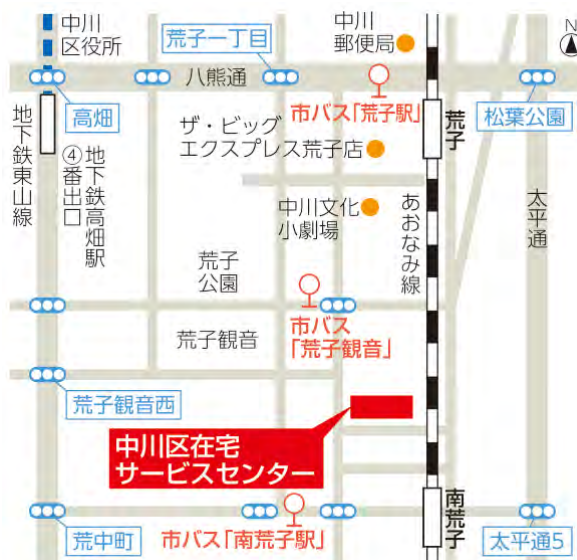 中川
区役所
荒子一丁目
中川
郵便局
N
八熊通
高畑
市バス「荒子駅」
荒子
松葉公園
ザ・ビッグ
エクスプレス荒子店
地下鉄東山線
地下鉄高畑駅
④番出口
中川文化
小劇場
あおなみ線
太平通
荒子
公園
市バス
「荒子観音」
荒子観音
荒子観音西
中川区在宅
サービスセンター
南荒子
荒中町
市バス「南荒子駅」
太平通5